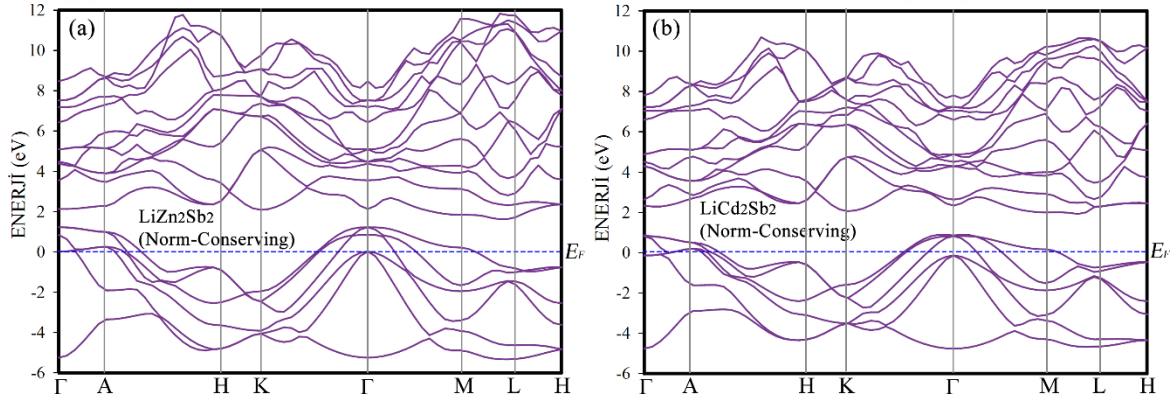 (a)
12
10
8
6
4
2
0
-2
-4
-6
ENERJİ (eV)
LiZn2Sb2
(Norm-Conserving)
EF
Γ A H K Γ M L H
(b)
12
10
8
6
4
2
0
-2
-4
-6
ENERJİ (eV)
LiCd2Sb2
(Norm-Conserving)
EF
Γ A H K Γ M L H